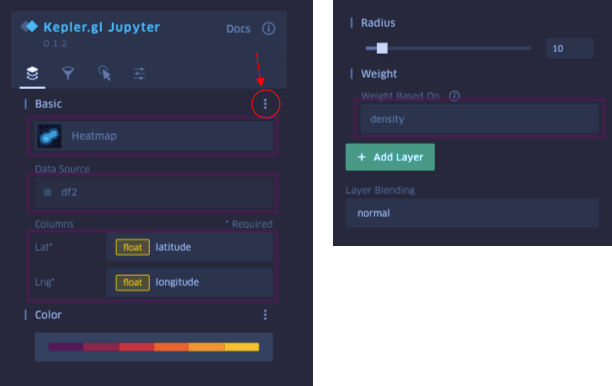 Kepler.gl Jupyter
Docs
0.1.2
Basic
Heatmap
Data Source
df2
Columns
* Required
Lat*
float latitude
Lng*
float longitude
Color
Radius
10
Weight
Weight Based On
density
+ Add Layer
Layer Blending
normal